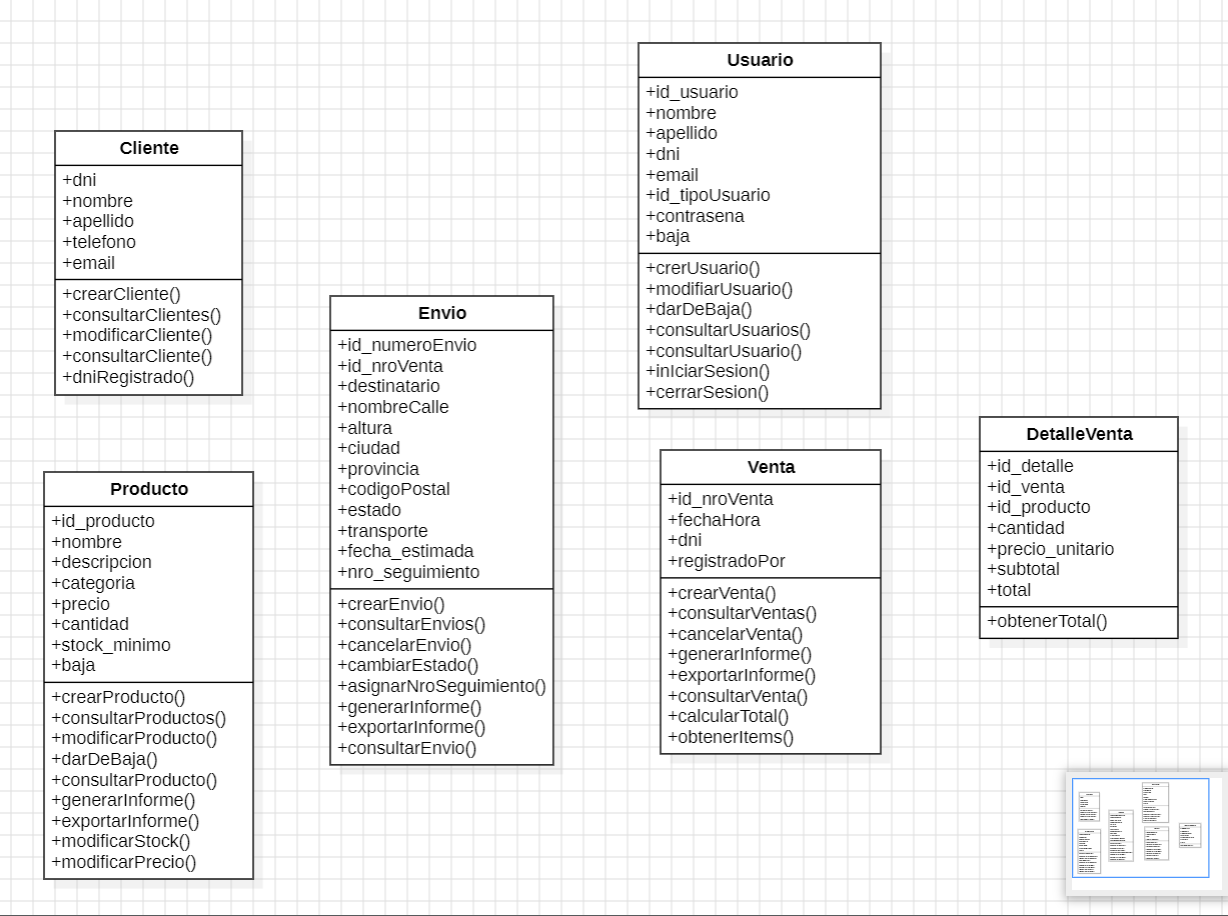 Cliente
+dni
+nombre
+apellido
+telefono
+email
+crearCliente()
+consultarClientes()
+modificarCliente()
+consultarCliente()
+dniRegistrado()
Producto
+id_producto
+nombre
+descripcion
+categoria
+precio
+cantidad
+stock_minimo
+baja
+crearProducto()
+consultarProductos()
+modificarProducto()
+darDeBaja()
+consultarProducto()
+generarInforme()
+exportarInforme()
+modificarStock()
+modificarPrecio()
Envio
+id_numeroEnvio
+id_nroVenta
+destinatario
+nombreCalle
+altura
+ciudad
+provincia
+codigoPostal
+estado
+transporte
+fecha_estimada
+nro_seguimiento
+crearEnvio()
+consultarEnvios()
+cancelarEnvio()
+cambiarEstado()
+asignarNroSeguimiento()
+generarInforme()
+exportarInforme()
+consultarEnvio()
Usuario
+id_usuario
+nombre
+apellido
+dni
+email
+id_tipoUsuario
+contrasena
+baja
+crerUsuario()
+modifiarUsuario()
+darDeBaja()
+consultarUsuarios()
+consultarUsuario()
+inIciarSesion()
+cerrarSesion()
Venta
+id_nroVenta
+fechaHora
+dni
+registradoPor
+crearVenta()
+consultarVentas()
+cancelarVenta()
+generarInforme()
+exportarInforme()
+consultarVenta()
+calcularTotal()
+obtenerItems()
DetalleVenta
+id_detalle
+id_venta
+id_producto
+cantidad
+precio_unitario
+subtotal
+total
+obtenerTotal()